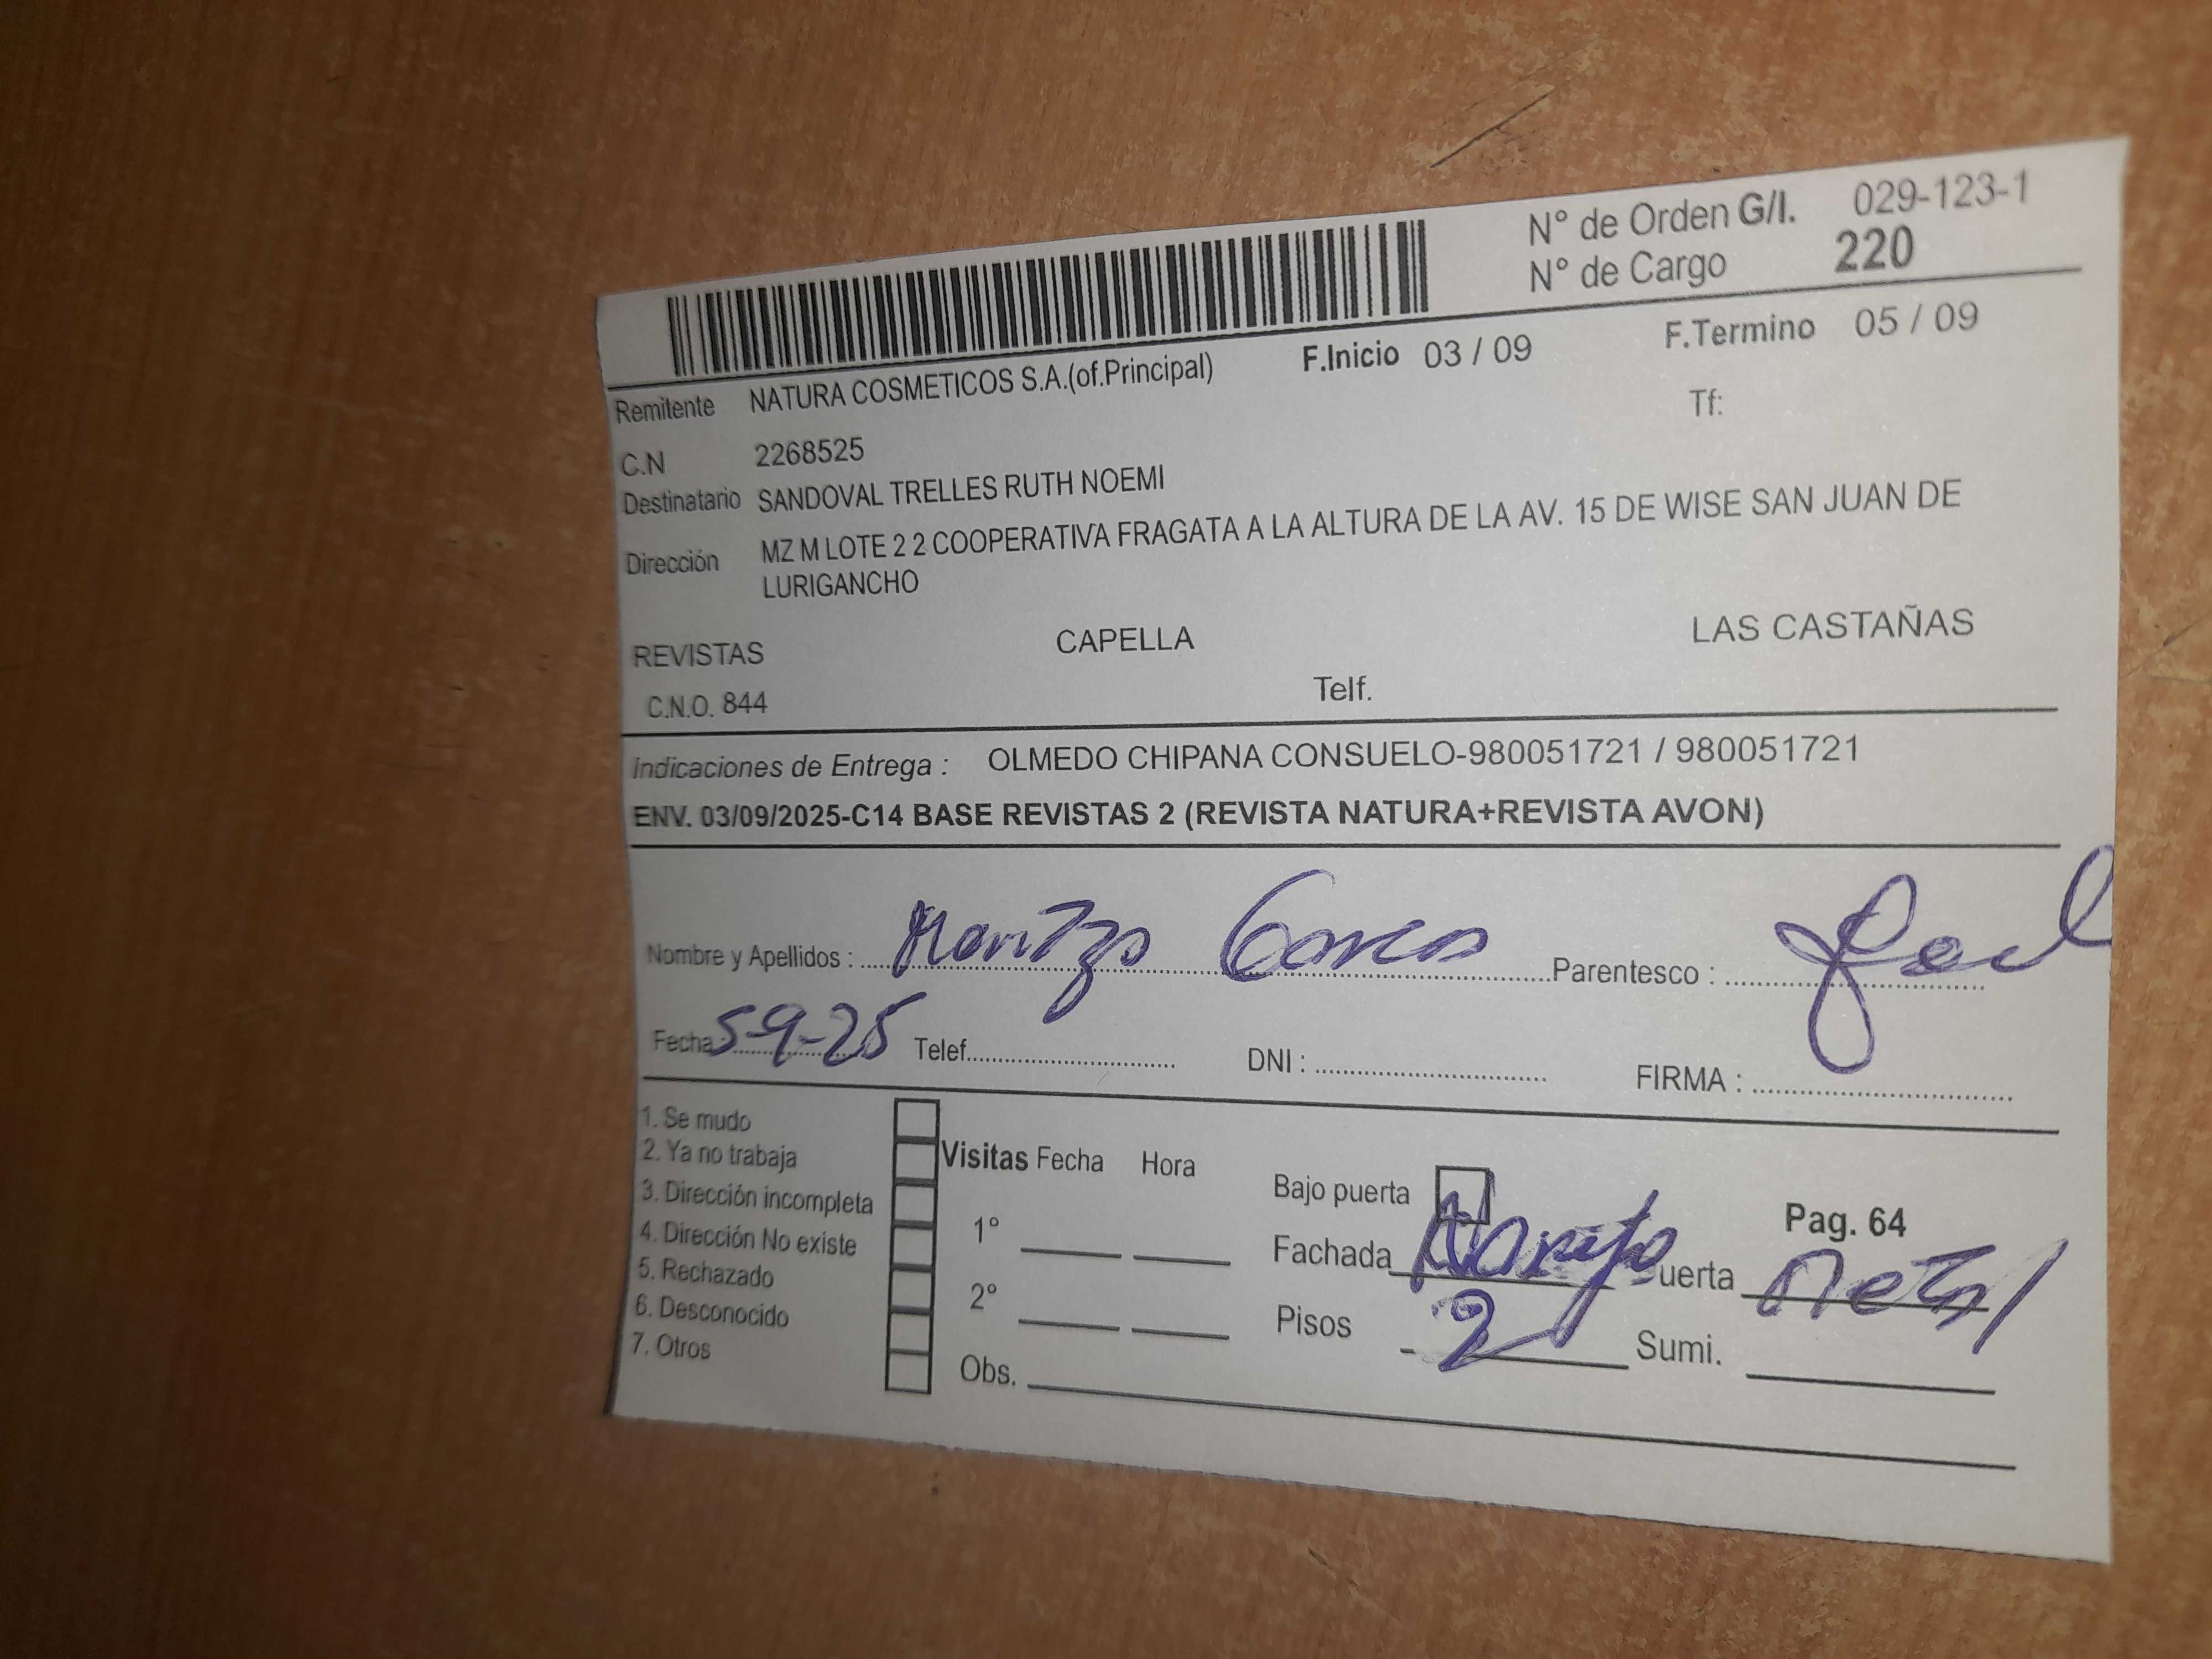 N° de Orden G/I. 029-123-1
N° de Cargo 220
Remitente NATURA COSMETICOS S.A.(of.Principal) F.Inicio 03 / 09 F.Termino 05 / 09
C.N 2268525 Tf:
Destinatario SANDOVAL TRELLES RUTH NOEMI
Dirección MZ M LOTE 2 2 COOPERATIVA FRAGATA A LA ALTURA DE LA AV. 15 DE WISE SAN JUAN DE
LURIGANCHO
REVISTAS CAPELLA LAS CASTAÑAS
C.N.O. 844 Telf.
Indicaciones de Entrega : OLMEDO CHIPANA CONSUELO-980051721 / 980051721
ENV. 03/09/2025-C14 BASE REVISTAS 2 (REVISTA NATURA+REVISTA AVON)
Nombre y Apellidos : Parentesco :
Fecha: 5-9-25 Telef. DNI : FIRMA :
1. Se mudo
2. Ya no trabaja
3. Dirección incompleta
4. Dirección No existe
5. Rechazado
6. Desconocido
7. Otros
Visitas Fecha Hora
1°
2°
Obs.
Bajo puerta Pag. 64
Fachada uerta Metal
Pisos 2 Sumi.